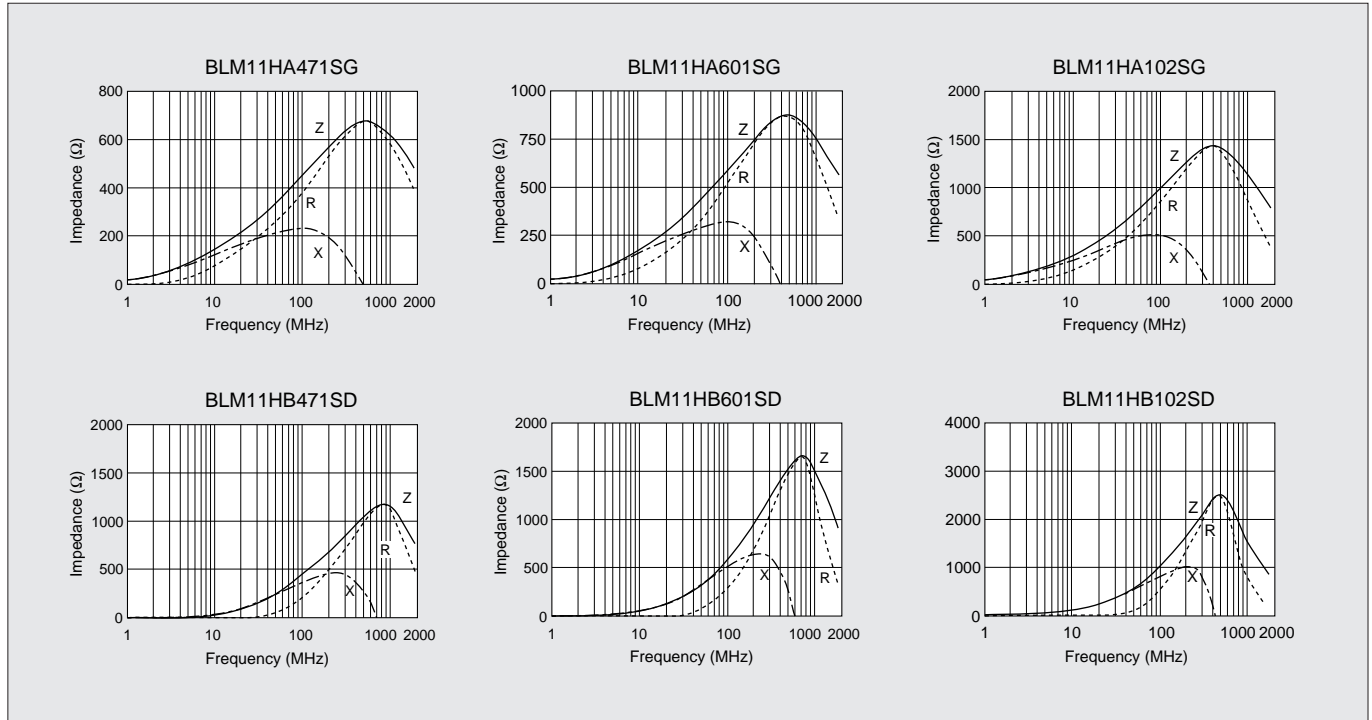 BLM11HA471SG
Impedance (Ω)
800
600
400
200
0
Z
R
X
1
10
100
1000
2000
Frequency (MHz)
BLM11HA601SG
Impedance (Ω)
1000
750
500
250
0
Z
R
X
1
10
100
1000
2000
Frequency (MHz)
BLM11HA102SG
Impedance (Ω)
2000
1500
1000
500
0
Z
R
X
1
10
100
1000
2000
Frequency (MHz)
BLM11HB471SD
Impedance (Ω)
2000
1500
1000
500
0
Z
R
X
1
10
100
1000
2000
Frequency (MHz)
BLM11HB601SD
Impedance (Ω)
2000
1500
1000
500
0
Z
X
R
1
10
100
1000
2000
Frequency (MHz)
BLM11HB102SD
Impedance (Ω)
4000
3000
2000
1000
0
Z
R
X
1
10
100
1000
2000
Frequency (MHz)